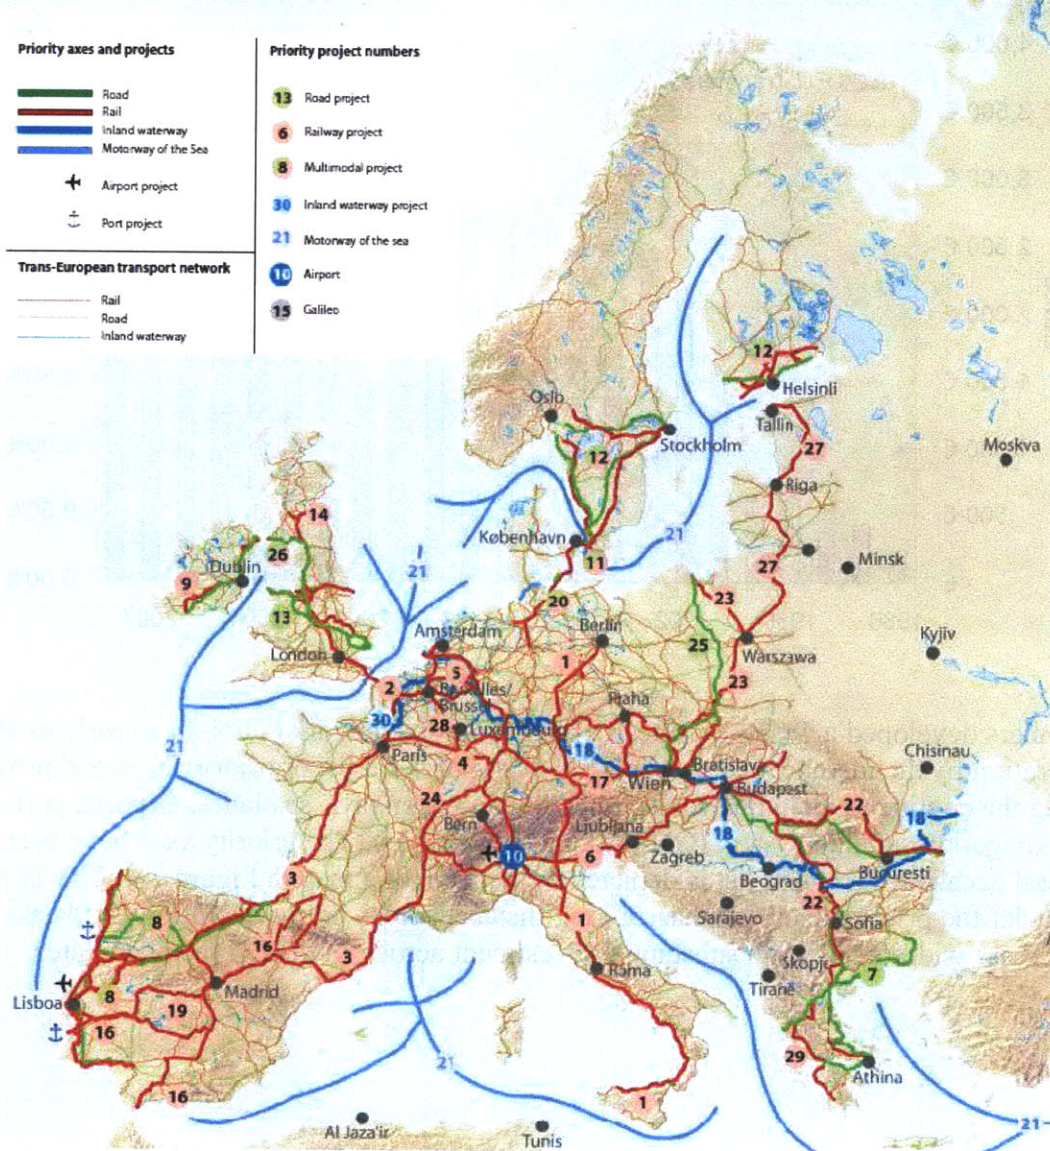 Priority axes and projects
Road
Rail
Inland waterway
Motorway of the Sea
Airport project
Port project
Trans-European transport network
Rail
Road
Inland waterway
Priority project numbers
13 Road project
6 Railway project
8 Multimodal project
30 Inland waterway project
21 Motorway of the sea
10 Airport
15 Galileo
12
Helsinli
Oslo
Tallin
Stockholm
12
27
Moskva
Riga
14
København
21
26
11
Minsk
Dublin
21
27
9
20
23
13
Amsterdam
Berlin
25
Kyjiv
London
1
Warszawa
5
2
23
Bruxelles/
Brussel
Praha
30
28
Luxembourg
21
Paris
18
Chisinau
4
Wien
Bratislava
17
Budapest
24
22
Bern
Ljubljana
18
18
10
6
Zagreb
Beograd
Bucuresti
3
22
8
Sarajevo
1
Sofia
16
3
Skopje
7
Roma
Tirane
Lisboa
8
Madrid
19
16
29
21
Athina
16
1
21
Al Jaza'ir
Tunis